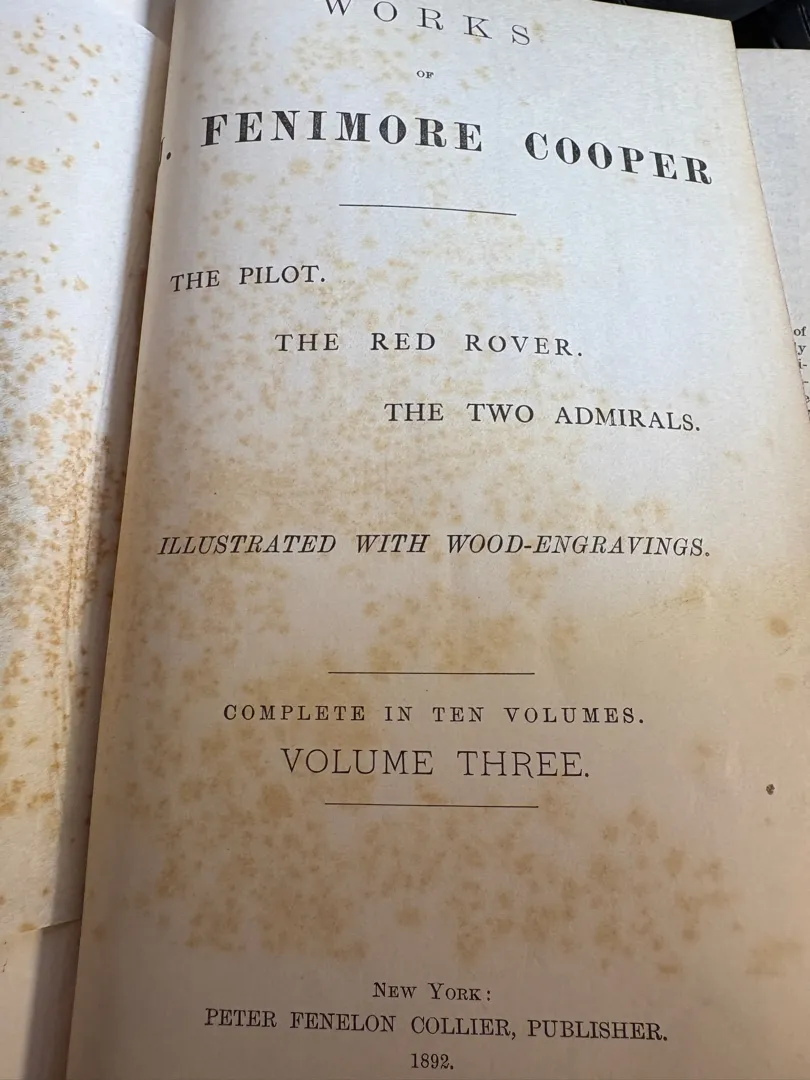 WORKS
OF
J. FENIMORE COOPER
THE PILOT.
THE RED ROVER.
THE TWO ADMIRALS.
ILLUSTRATED WITH WOOD-ENGRAVINGS.
COMPLETE IN TEN VOLUMES.
VOLUME THREE.
NEW YORK:
PETER FENELON COLLIER, PUBLISHER.
1892.
of